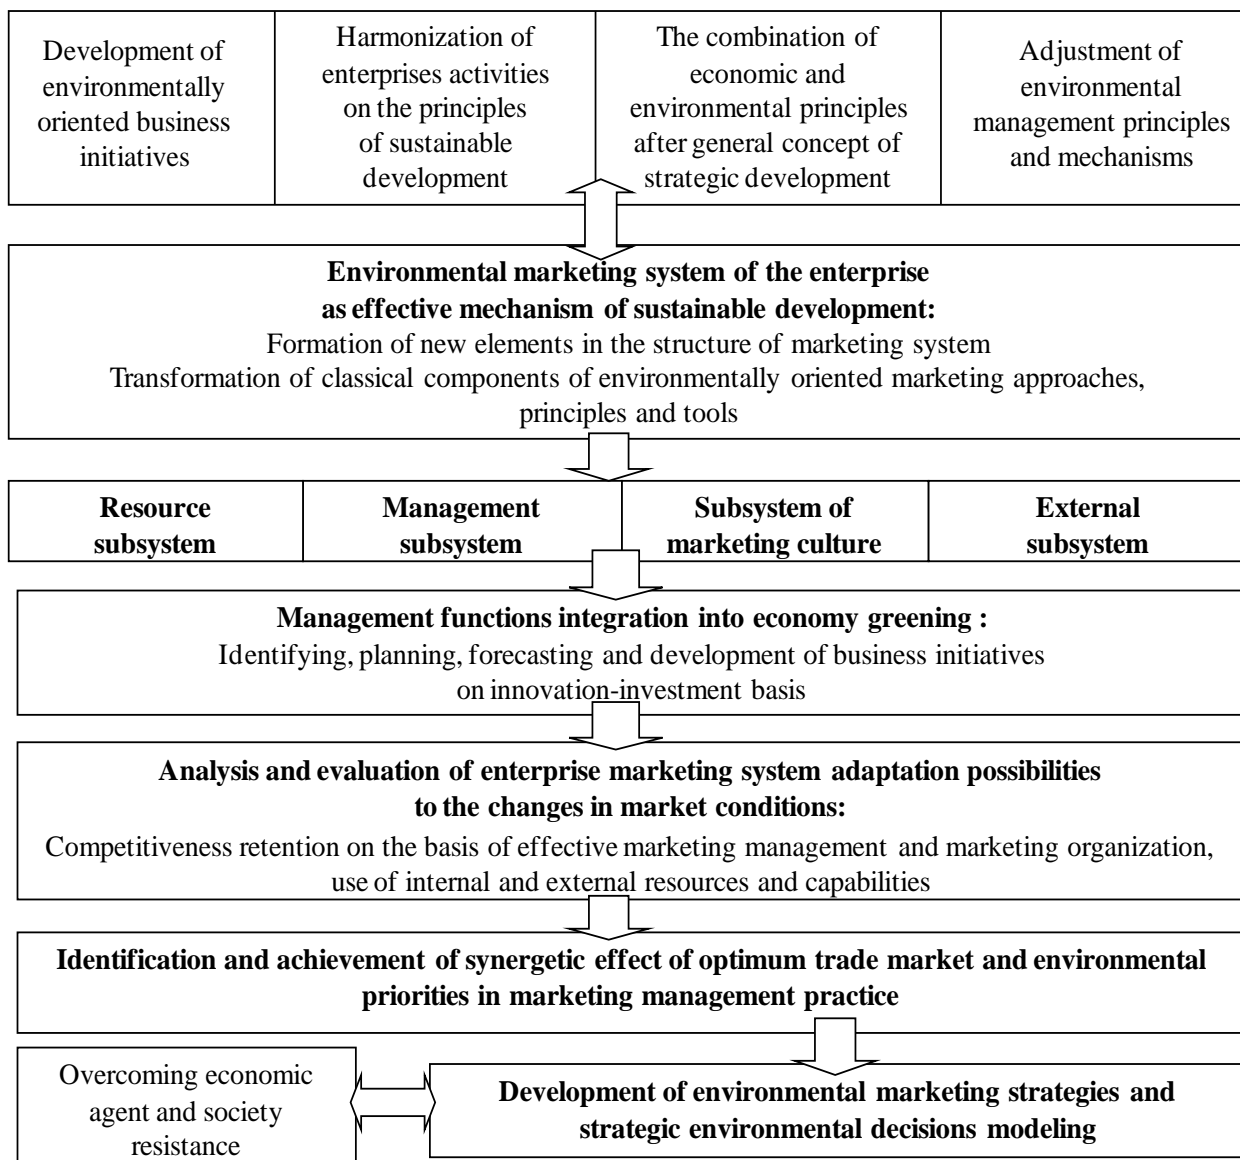 Development of
environmentally
oriented business
initiatives
Harmonization of
enterprises activities
on the principles
of sustainable
development
The combination of
economic and
environmental principles
after general concept of
strategic development
Adjustment of
environmental
management principles
and mechanisms
Environmental marketing system of the enterprise
as effective mechanism of sustainable development:
Formation of new elements in the structure of marketing system
Transformation of classical components of environmentally oriented marketing approaches,
principles and tools
Resource
subsystem
Management
subsystem
Subsystem of
marketing culture
External
subsystem
Management functions integration into economy greening :
Identifying, planning, forecasting and development of business initiatives
on innovation-investment basis
Analysis and evaluation of enterprise marketing system adaptation possibilities
to the changes in market conditions:
Competitiveness retention on the basis of effective marketing management and marketing organization,
use of internal and external resources and capabilities
Identification and achievement of synergetic effect of optimum trade market and environmental
priorities in marketing management practice
Overcoming economic
agent and society
resistance
Development of environmental marketing strategies and
strategic environmental decisions modeling